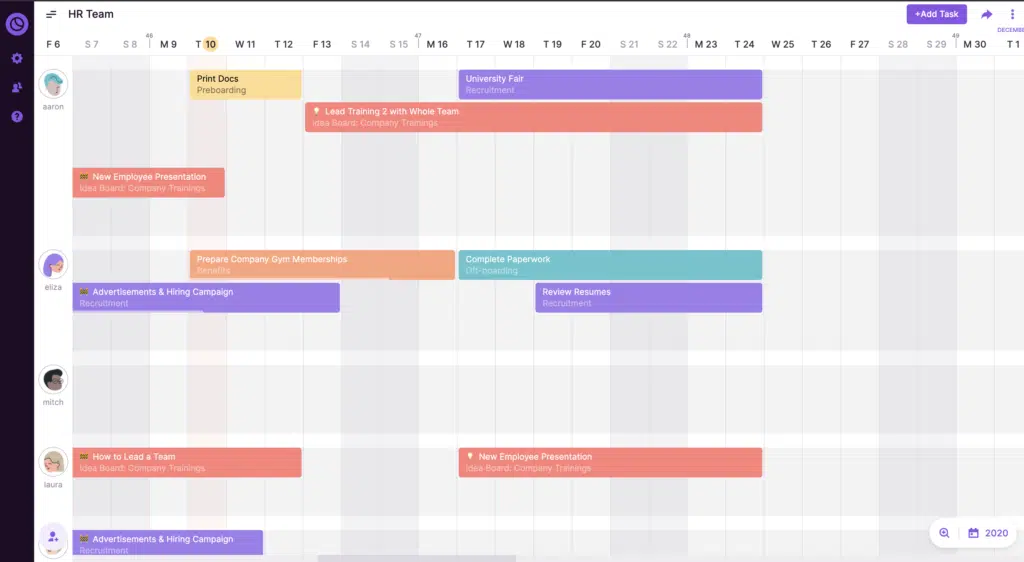 HR Team
+Add Task
DECEMBE
46
47
48
49
F 6 S 7 S 8 M 9 T 10 W 11 T 12 F 13 S 14 S 15 M 16 T 17 W 18 T 19 F 20 S 21 S 22 M 23 T 24 W 25 T 26 F 27 S 28 S 29 M 30 T 1
aaron
Print Docs
Preboarding
University Fair
Recruitment
Lead Training 2 with Whole Team
Idea Board: Company Trainings
New Employee Presentation
Idea Board: Company Trainings
eliza
Prepare Company Gym Memberships
Benefits
Complete Paperwork
Off-boarding
Advertisements & Hiring Campaign
Recruitment
Review Resumes
Recruitment
mitch
laura
How to Lead a Team
Idea Board: Company Trainings
New Employee Presentation
Idea Board: Company Trainings
Advertisements & Hiring Campaign
Recruitment
2020